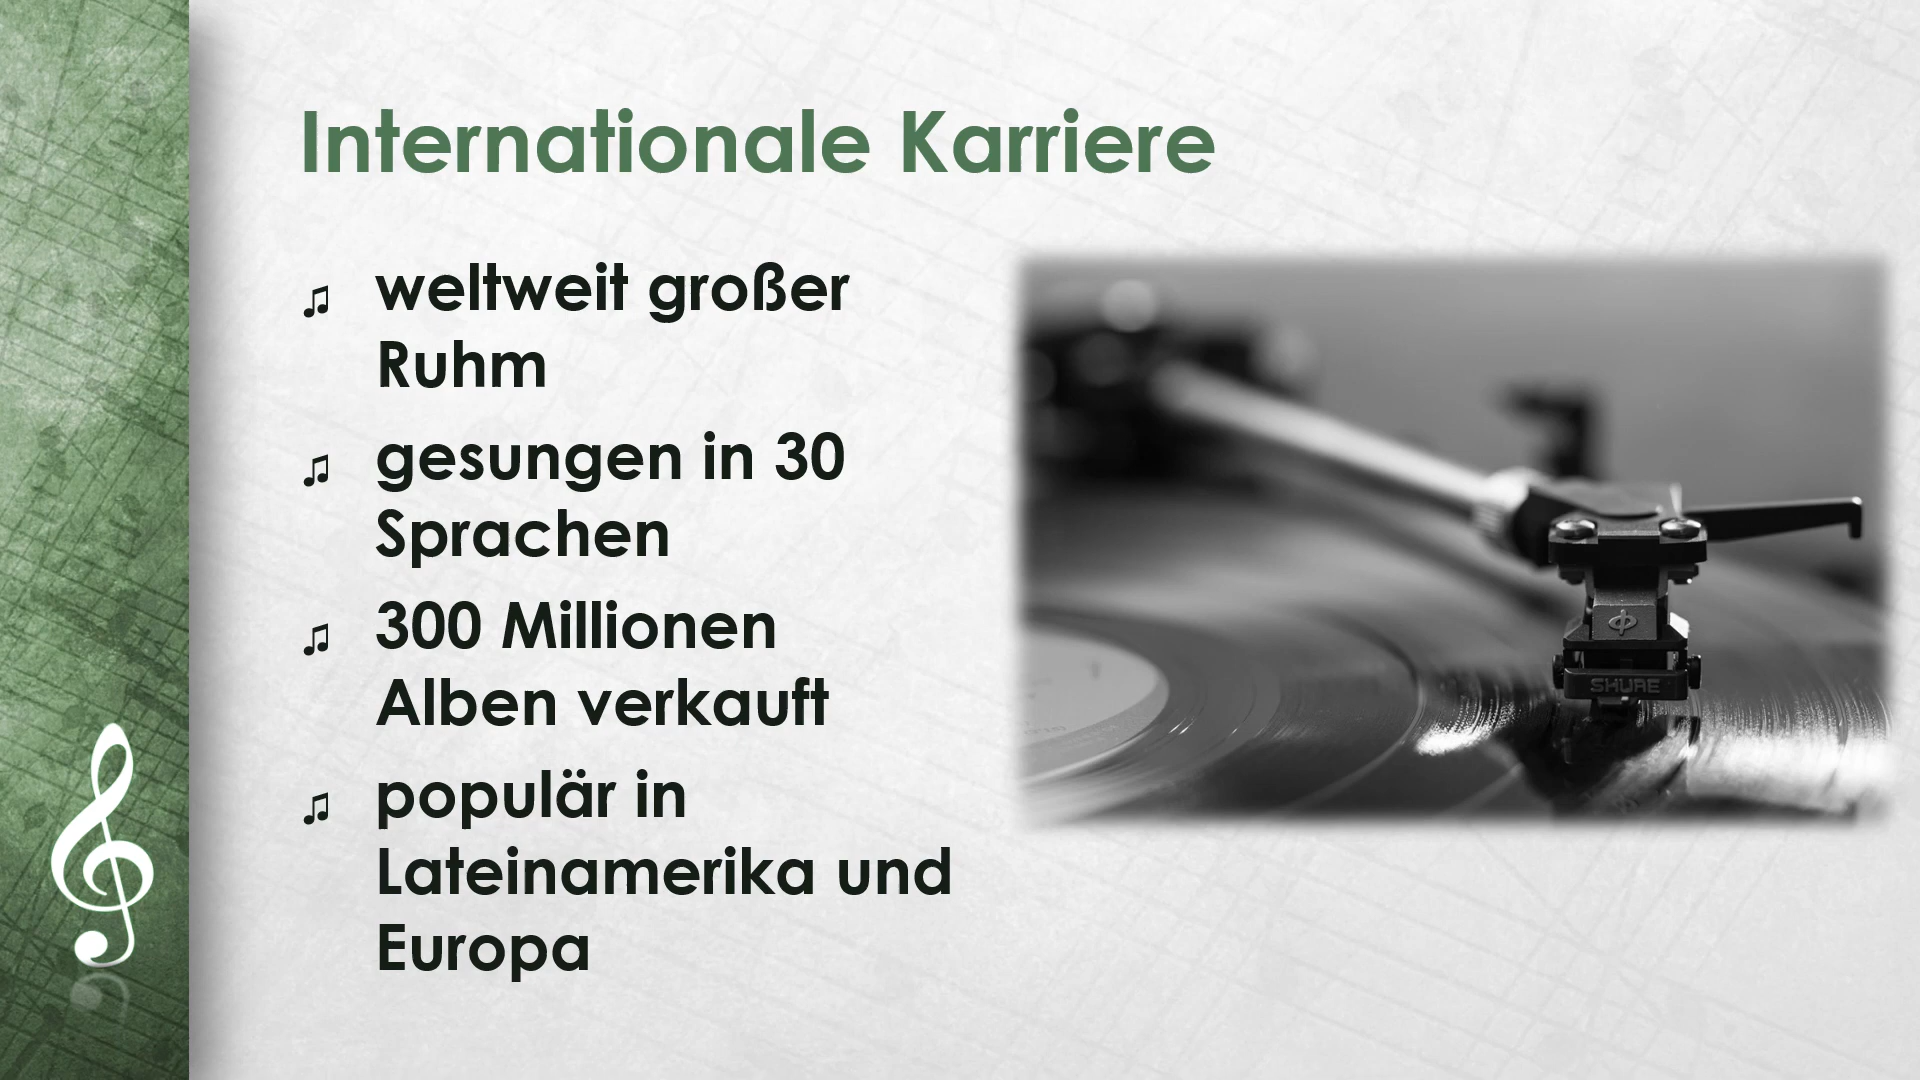 Internationale Karriere
♫ weltweit großer
Ruhm
♫ gesungen in 30
Sprachen
♫ 300 Millionen
Alben verkauft
♫ populär in
Lateinamerika und
Europa
SHURE